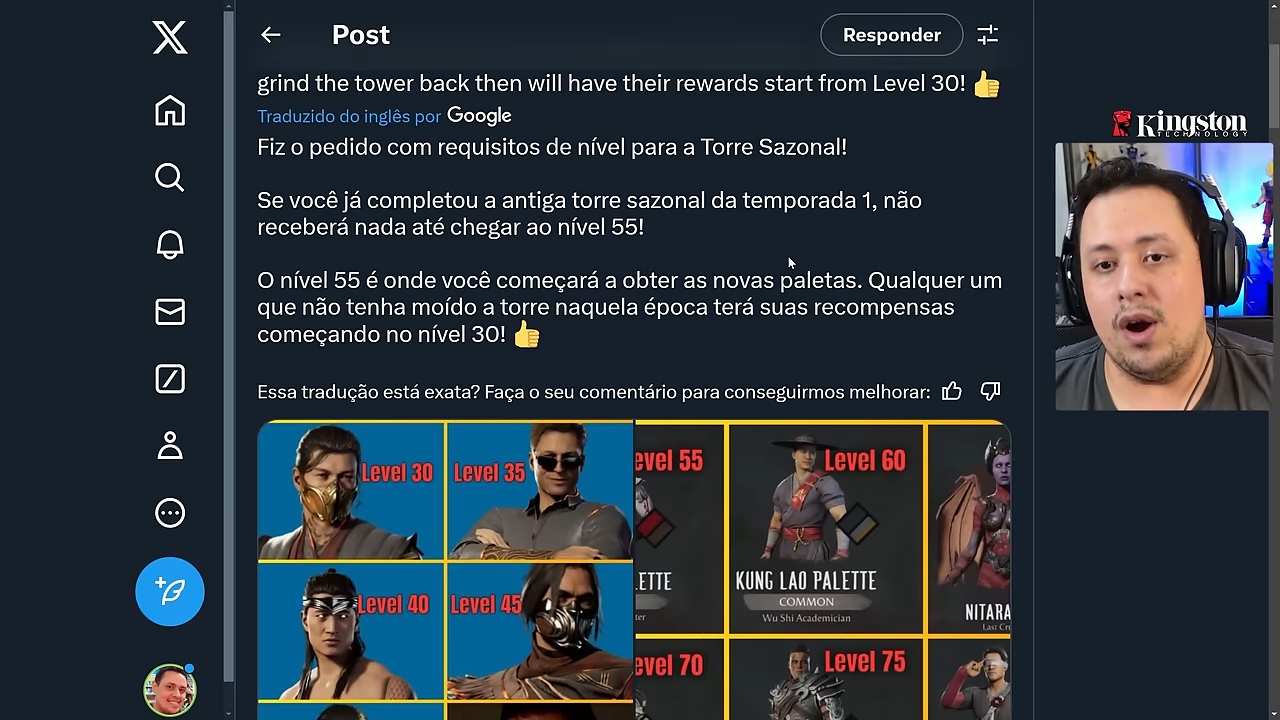 Post
Responder
grind the tower back then will have their rewards start from Level 30! 👍
Traduzido do inglês por Google
Fiz o pedido com requisitos de nível para a Torre Sazonal!
Se você já completou a antiga torre sazonal da temporada 1, não
receberá nada até chegar ao nível 55!
O nível 55 é onde você começará a obter as novas paletas. Qualquer um
que não tenha moído a torre naquela época terá suas recompensas
começando no nível 30! 👍
Essa tradução está exata? Faça o seu comentário para conseguirmos melhorar:
Level 30
Level 35
Level 40
Level 45
evel 55
ETTE
ter
Level 60
KUNG LAO PALETTE
COMMON
Wu Shi Academician
NITARA
Last Cru
evel 70
Level 75
Kingston
TECHNOLOGY